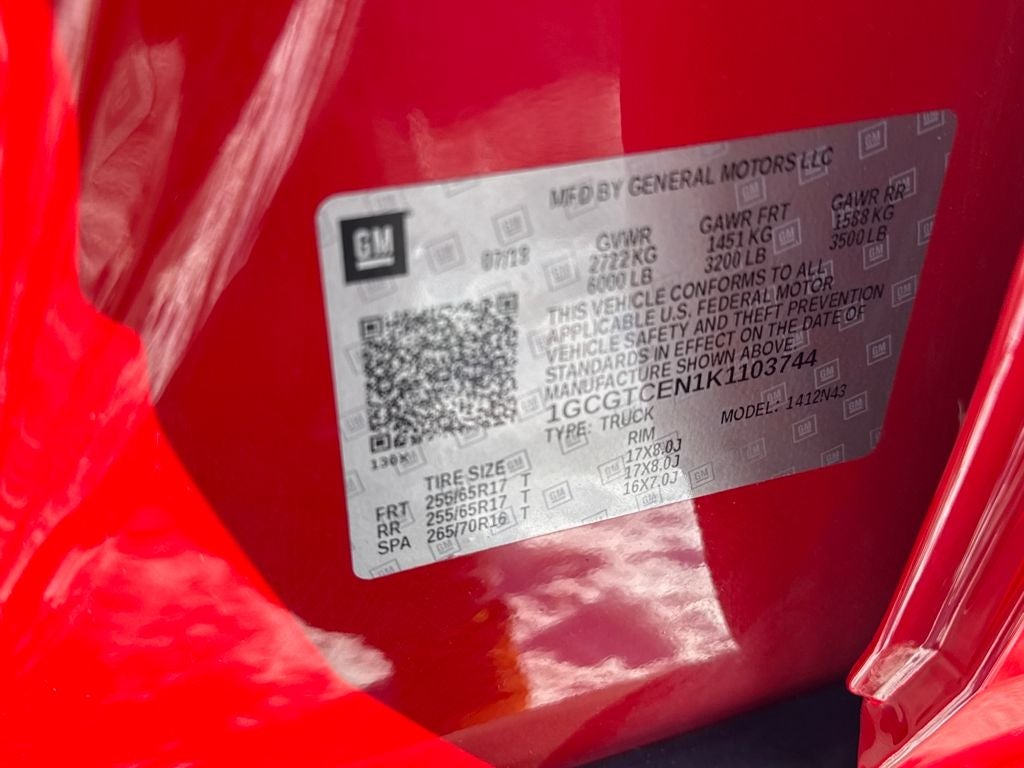 MFD BY GENERAL MOTORS LLC
GM
07/18
GVWR GAWR FRT GAWR RR
2722 KG 1451 KG 1588 KG
6000 LB 3200 LB 3500 LB
THIS VEHICLE CONFORMS TO ALL
APPLICABLE U.S. FEDERAL MOTOR
VEHICLE SAFETY AND THEFT PREVENTION
STANDARDS IN EFFECT ON THE DATE OF
MANUFACTURE SHOWN ABOVE.
1GCGTCEN1K1103744
TYPE: TRUCK MODEL: 1412N43
130X
TIRE SIZE RIM
FRT 255/65R17 T 17X8.0J
RR 255/65R17 T 17X8.0J
SPA 265/70R16 T 16X7.0J